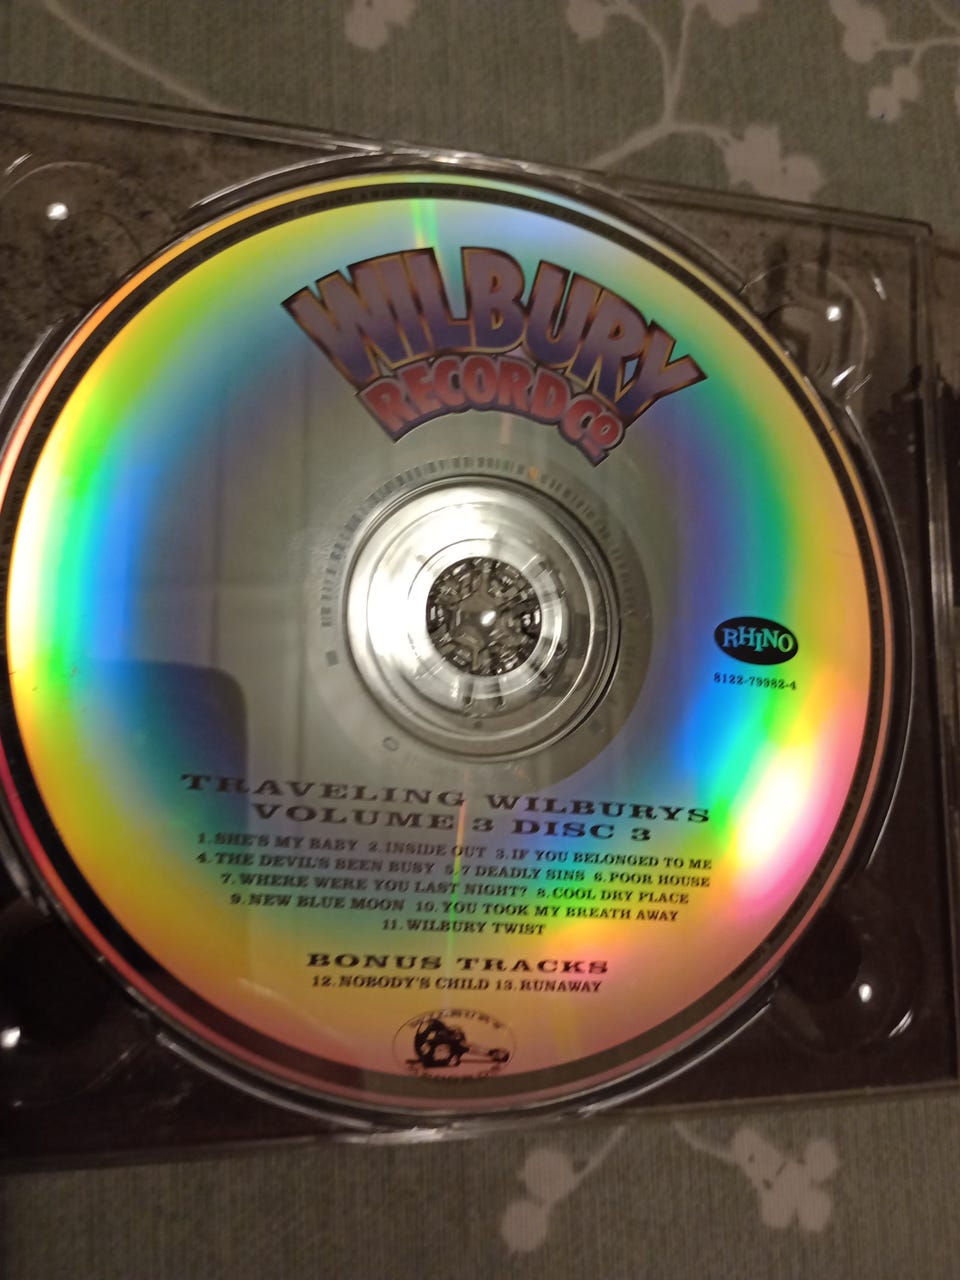 WILBURY
RECORD CO
RHINO
8122-79982-4
TRAVELING WILBURYS
VOLUME 3 DISC 3
1. SHE'S MY BABY 2. INSIDE OUT 3. IF YOU BELONGED TO ME
4. THE DEVIL'S BEEN BUSY 5. 7 DEADLY SINS 6. POOR HOUSE
7. WHERE WERE YOU LAST NIGHT? 8. COOL DRY PLACE
9. NEW BLUE MOON 10. YOU TOOK MY BREATH AWAY
11. WILBURY TWIST
BONUS TRACKS
12. NOBODY'S CHILD 13. RUNAWAY
WILBURY
RECORDS